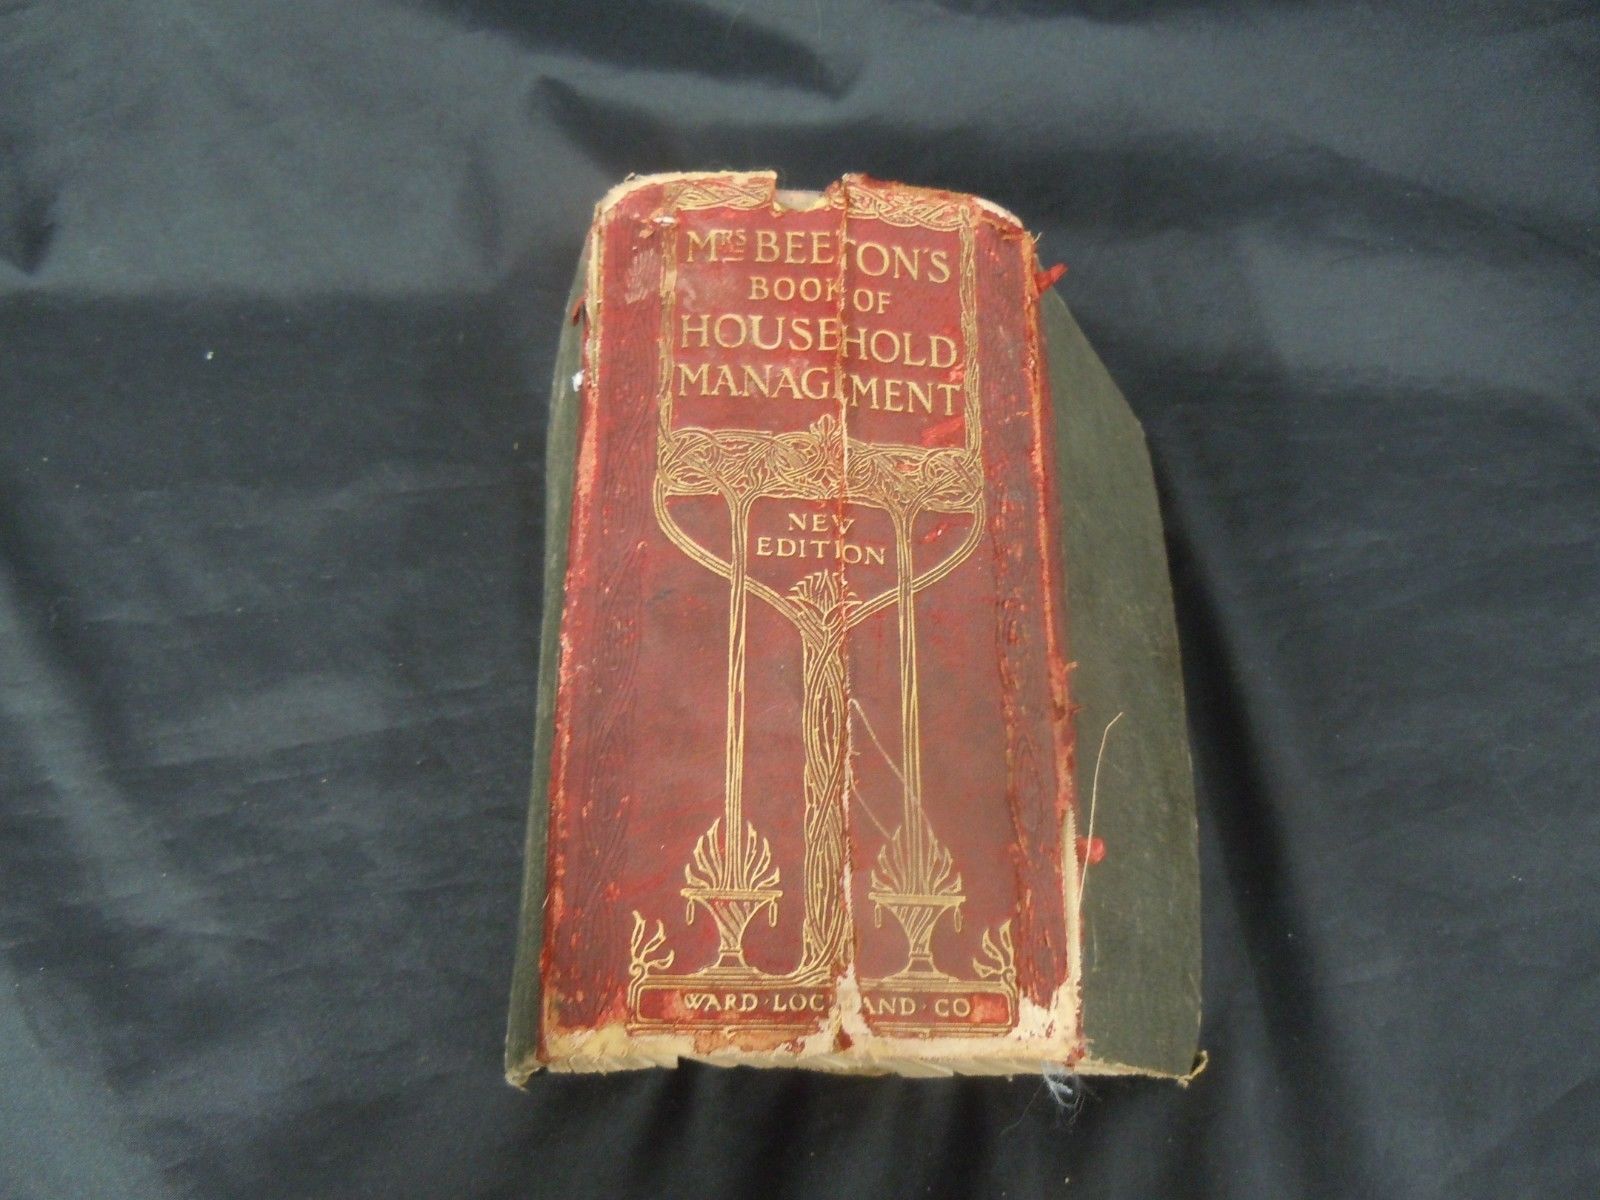 MRS BEETON'S
BOOK OF
HOUSEHOLD
MANAGEMENT
NEW
EDITION
WARD · LOCK AND · CO